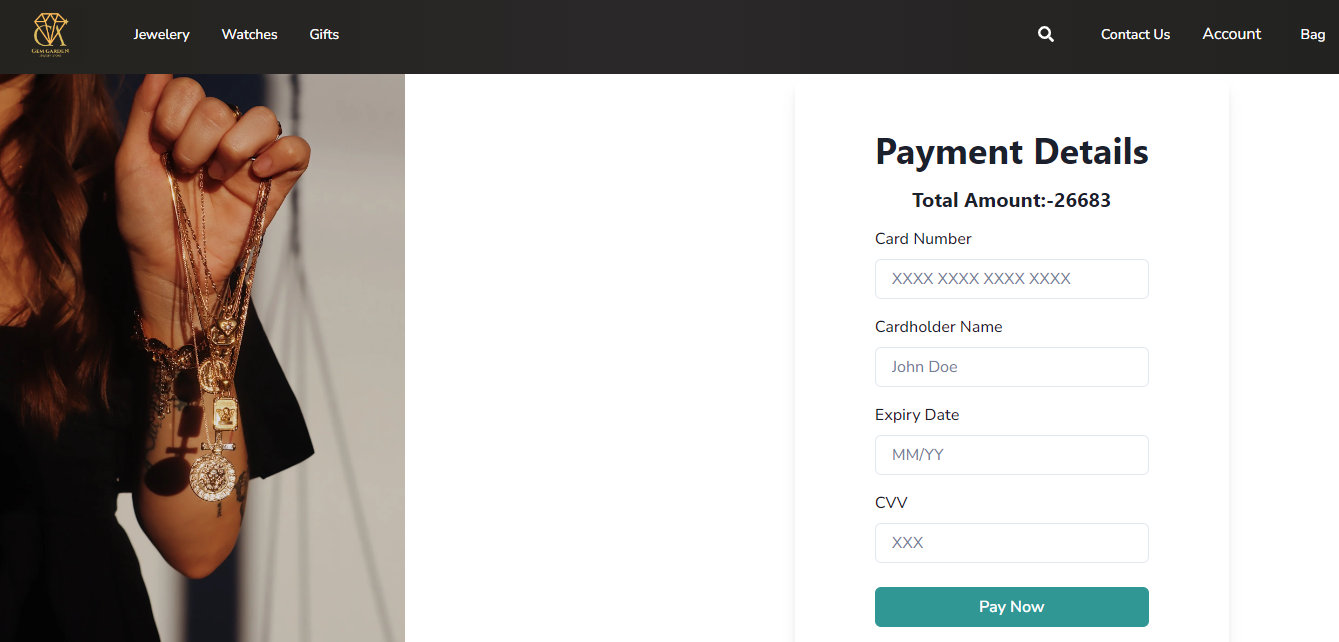 GEM GARDEN
Jewelery Watches Gifts Contact Us Account Bag
Payment Details
Total Amount:-26683
Card Number
XXXX XXXX XXXX XXXX
Cardholder Name
John Doe
Expiry Date
MM/YY
CVV
XXX
Pay Now